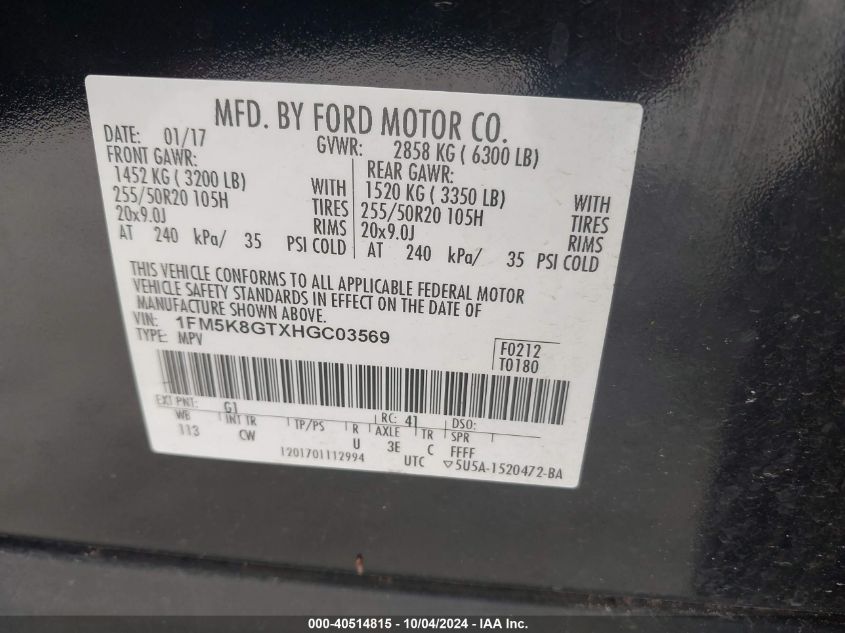 MFD. BY FORD MOTOR CO.
DATE: 01/17 GVWR: 2858 KG ( 6300 LB)
FRONT GAWR: REAR GAWR:
1452 KG ( 3200 LB) WITH 1520 KG ( 3350 LB) WITH
255/50R20 105H TIRES 255/50R20 105H TIRES
20x9.0J RIMS 20x9.0J RIMS
AT 240 kPa/ 35 PSI COLD AT 240 kPa/ 35 PSI COLD
THIS VEHICLE CONFORMS TO ALL APPLICABLE FEDERAL MOTOR
VEHICLE SAFETY STANDARDS IN EFFECT ON THE DATE OF
MANUFACTURE SHOWN ABOVE.
VIN: 1FM5K8GTXHGC03569
TYPE: MPV
F0212
T0180
EXT PNT: G1 RC: 41 DSO:
WB INT TR TP/PS R AXLE TR SPR
113 CW U 3E C FFFF
1201701112994 UTC ▽5U5A-1520472-BA
000-40514815 - 10/04/2024 - IAA Inc.